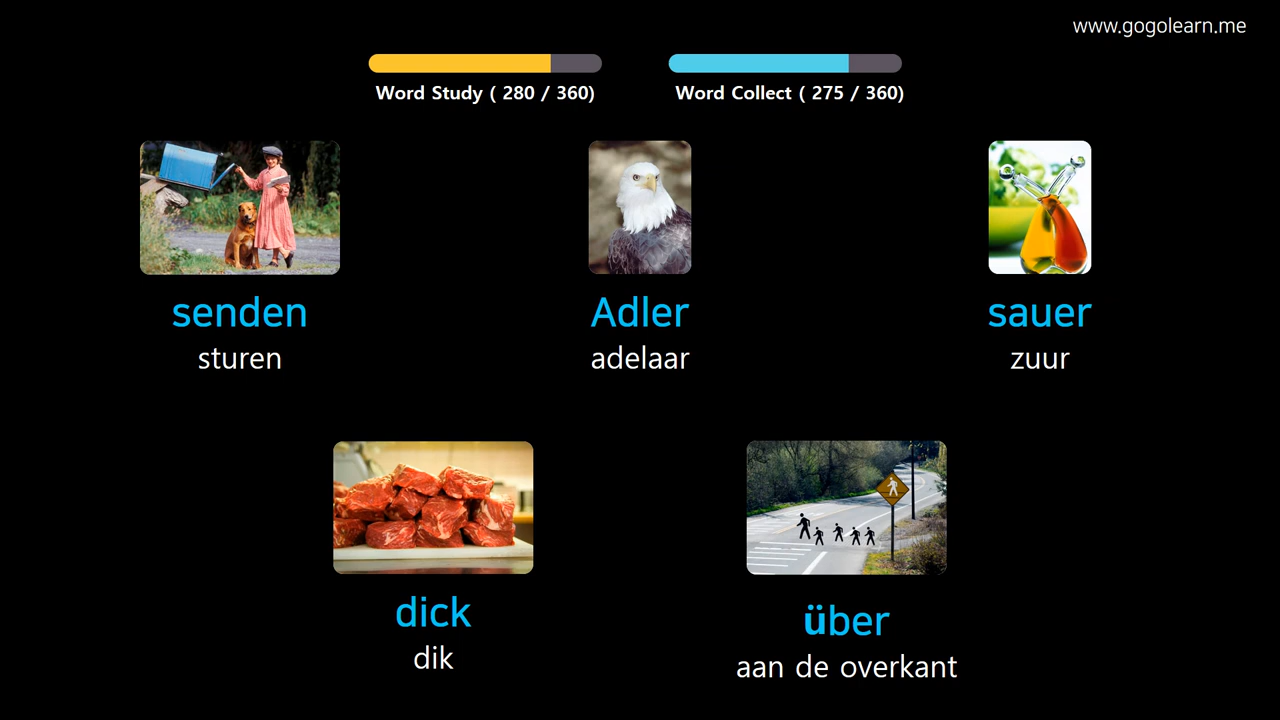 www.gogolearn.me
Word Study ( 280 / 360)
Word Collect ( 275 / 360)
senden
sturen
Adler
adelaar
sauer
zuur
dick
dik
über
aan de overkant